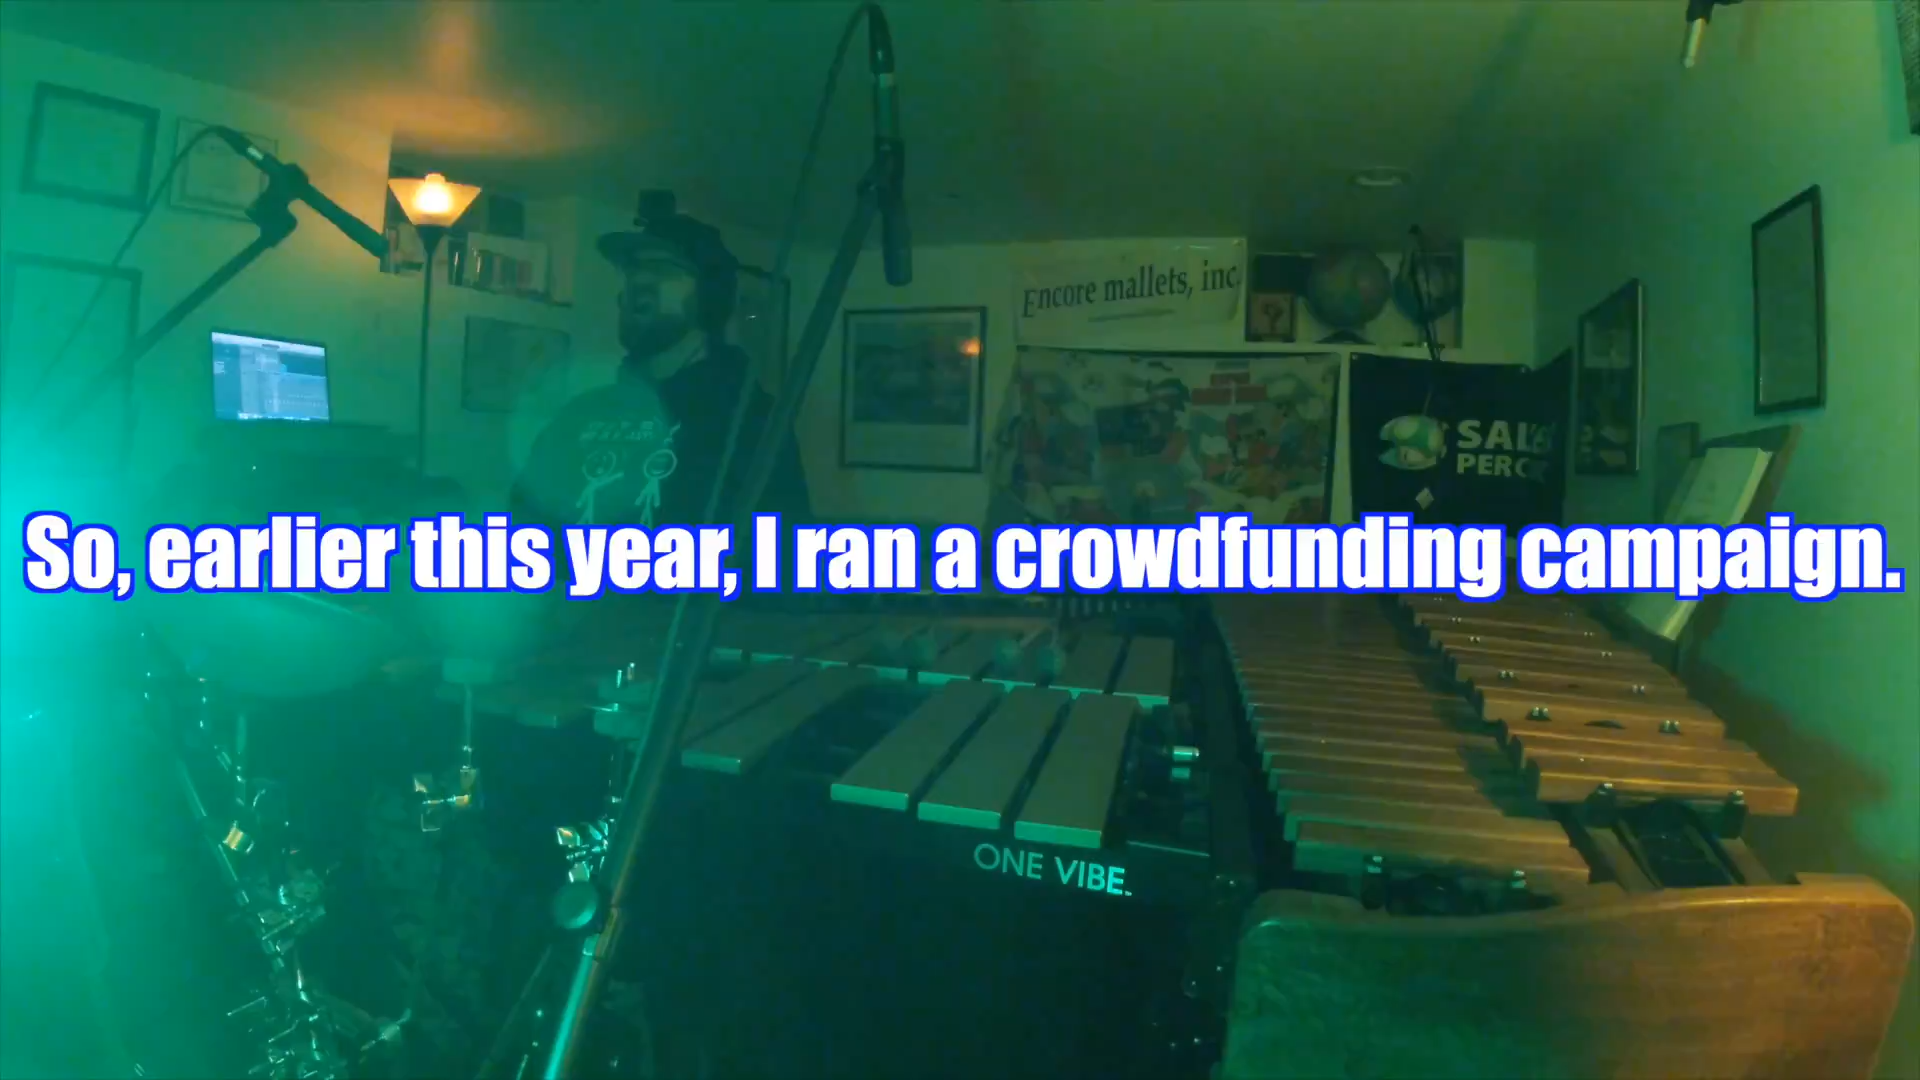 Encore mallets, inc.
SAL'S
PERC
So, earlier this year, I ran a crowdfunding campaign.
ONE VIBE.